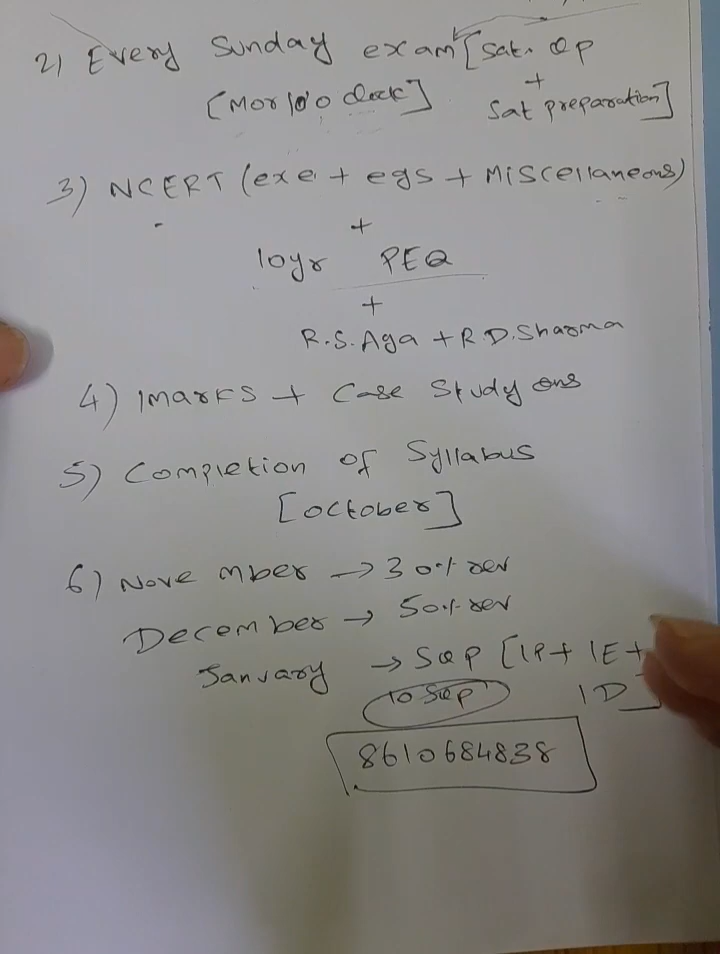 2) Every Sunday exam [Sat. QP
+
[Mor 10'o clock] Sat preparation]
3) NCERT (exe + egs + Miscellaneous)
+
10yr PEQ
+
R.S. Aga + R.D. Sharma
4) 1marks + Case Study qns
5) Completion of Syllabus
[October]
6) November → 30% rev
December → 50% rev
January → SQP [1P + 1E +
10 SQP 1D]
8610684838